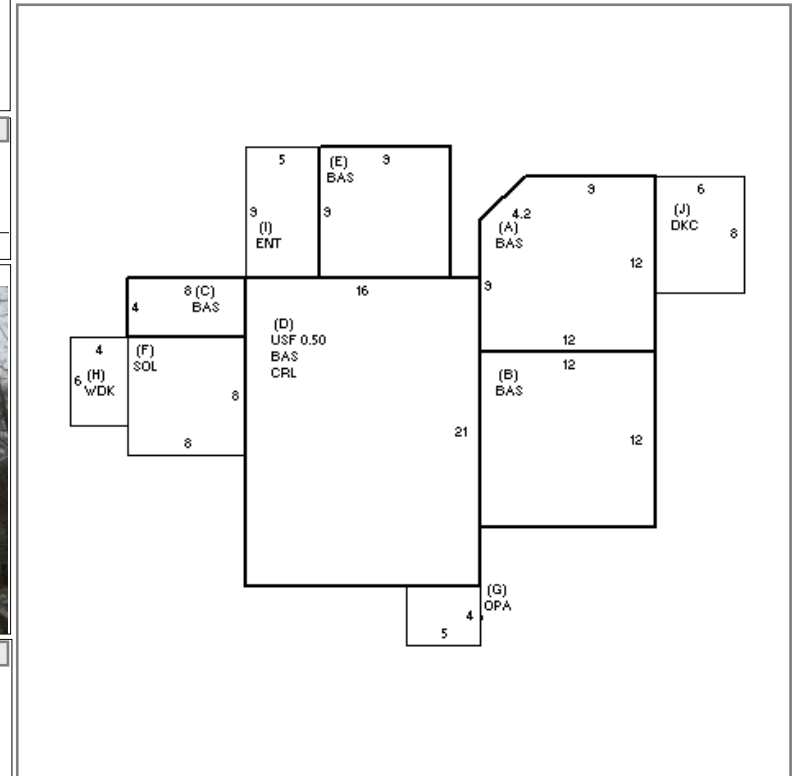 5
(E)
9
BAS
9
9
(I)
ENT
4.2
9
(A)
BAS
12
9
12
6
(J)
DKC
8
8 (C)
BAS
4
16
(D)
USF 0.50
BAS
CRL
21
4
(F)
SOL
6 (H)
WDK
8
8
12
(B)
BAS
12
(G)
OPA
4
5